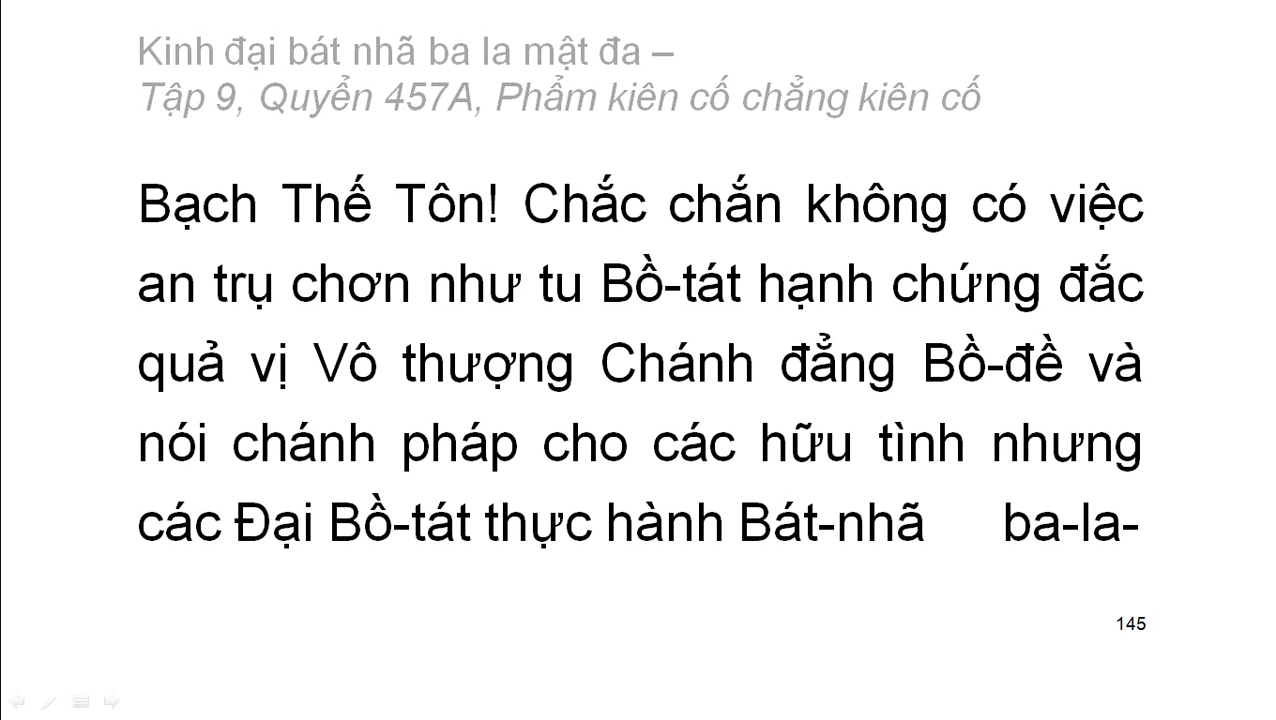 Kinh đại bát nhã ba la mật đa –
Tập 9, Quyển 457A, Phẩm kiên cố chẳng kiên cố
Bạch Thế Tôn! Chắc chắn không có việc
an trụ chơn như tu Bồ-tát hạnh chứng đắc
quả vị Vô thượng Chánh đẳng Bồ-đề và
nói chánh pháp cho các hữu tình nhưng
các Đại Bồ-tát thực hành Bát-nhã ba-la-
145